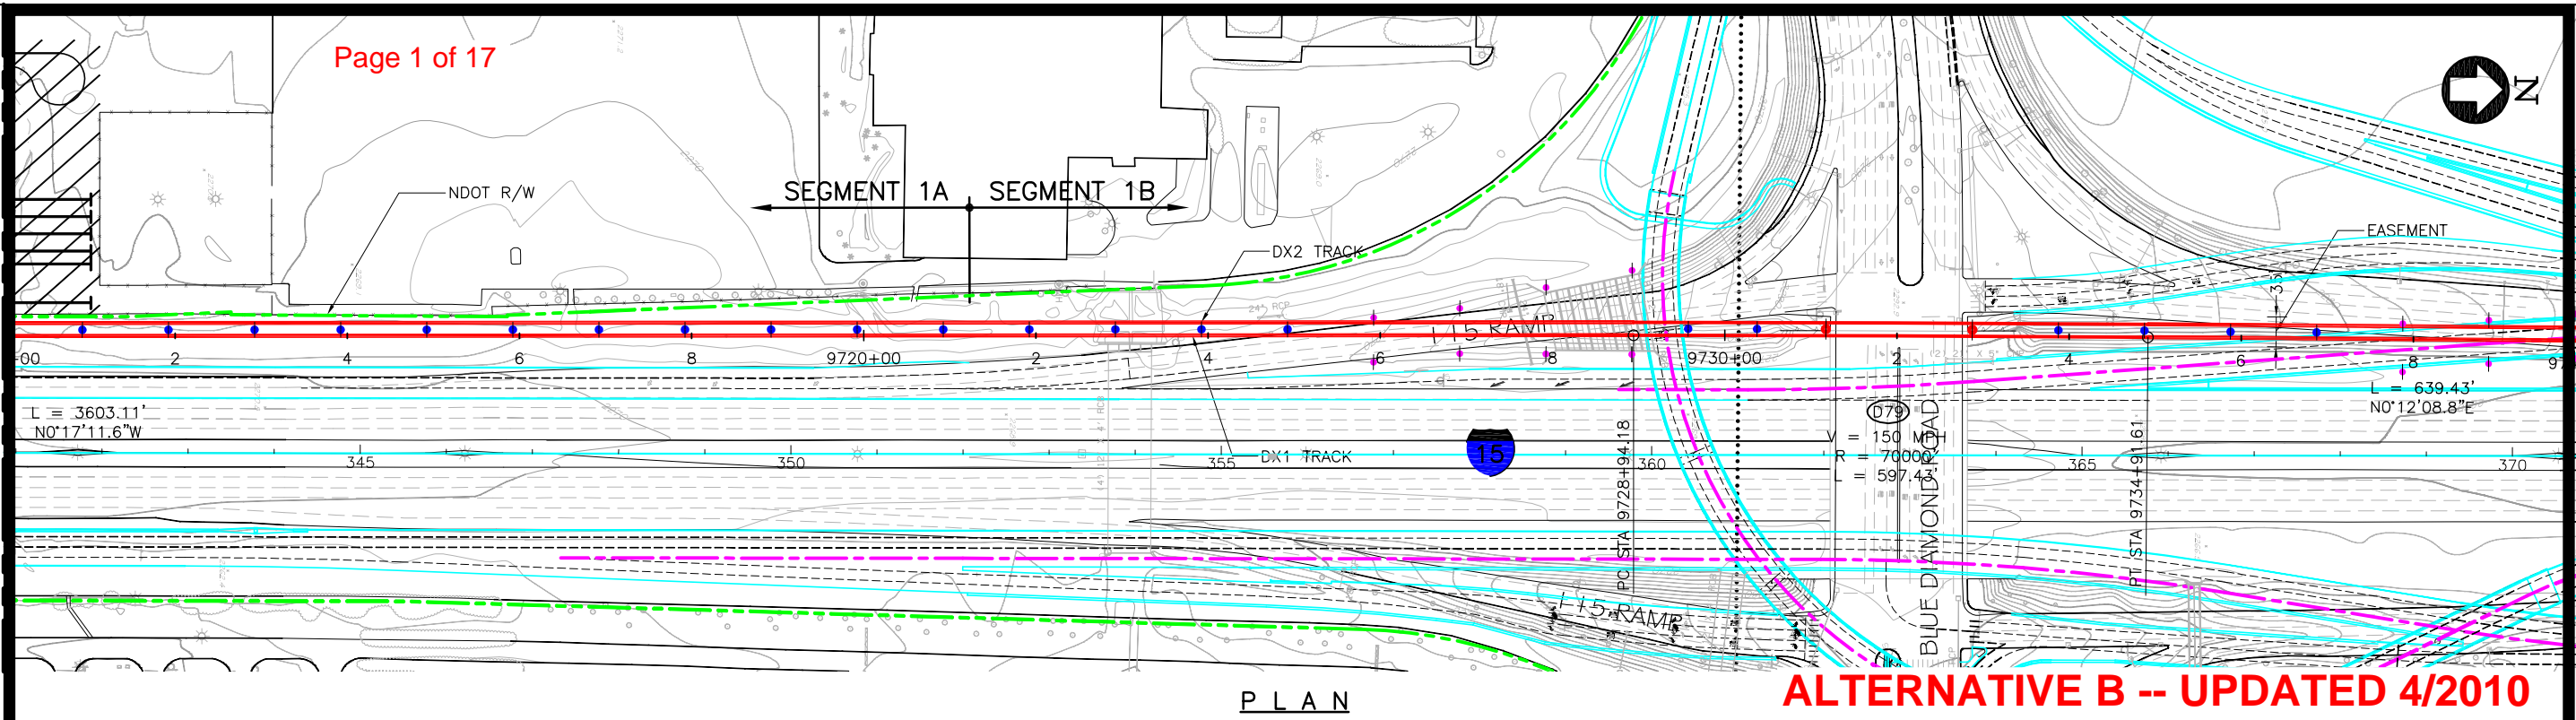 Page 1 of 17
N
NDOT R/W
SEGMENT 1A
SEGMENT 1B
DX2 TRACK
EASEMENT
35'
24" RCP
I 15 RAMP
00
2
4
6
8
9720+00
2
4
6
8
9730+00
2
4
6
8
97
L = 3603.11'
N0°17'11.6"W
L = 639.43'
N0°12'08.8"E
D79
V = 150 MPH
R = 70000'
L = 597.43'
345
350
355
DX1 TRACK
15
360
365
370
PC STA 9728+94.18
BLUE DIAMOND ROAD
PT STA 9734+91.61
I 15 RAMP
PLAN
ALTERNATIVE B -- UPDATED 4/2010